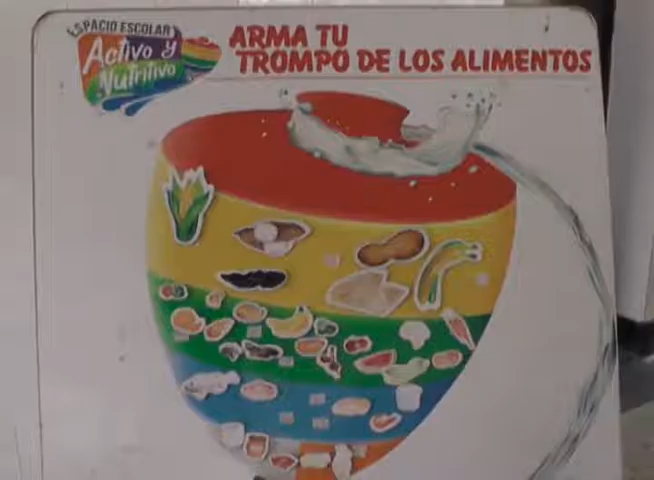 ESPACIO ESCOLAR
Activo y
Nutritivo
ARMA TU
TROMPO DE LOS ALIMENTOS